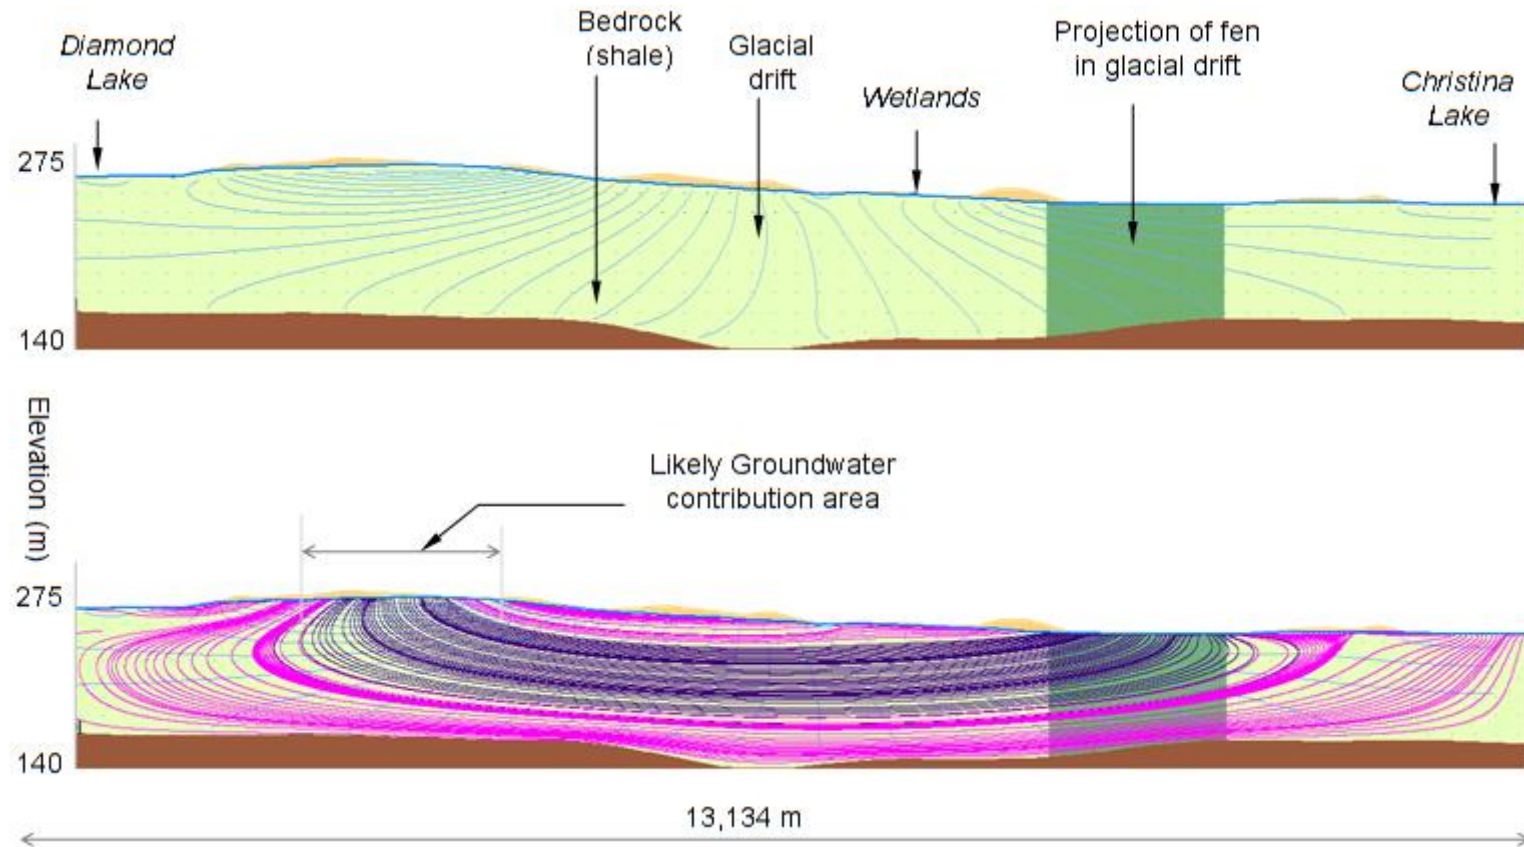 Diamond
Lake
Bedrock
(shale)
Glacial
drift
Wetlands
Projection of fen
in glacial drift
Christina
Lake
275
140
Elevation (m)
Likely Groundwater
contribution area
275
140
13,134 m